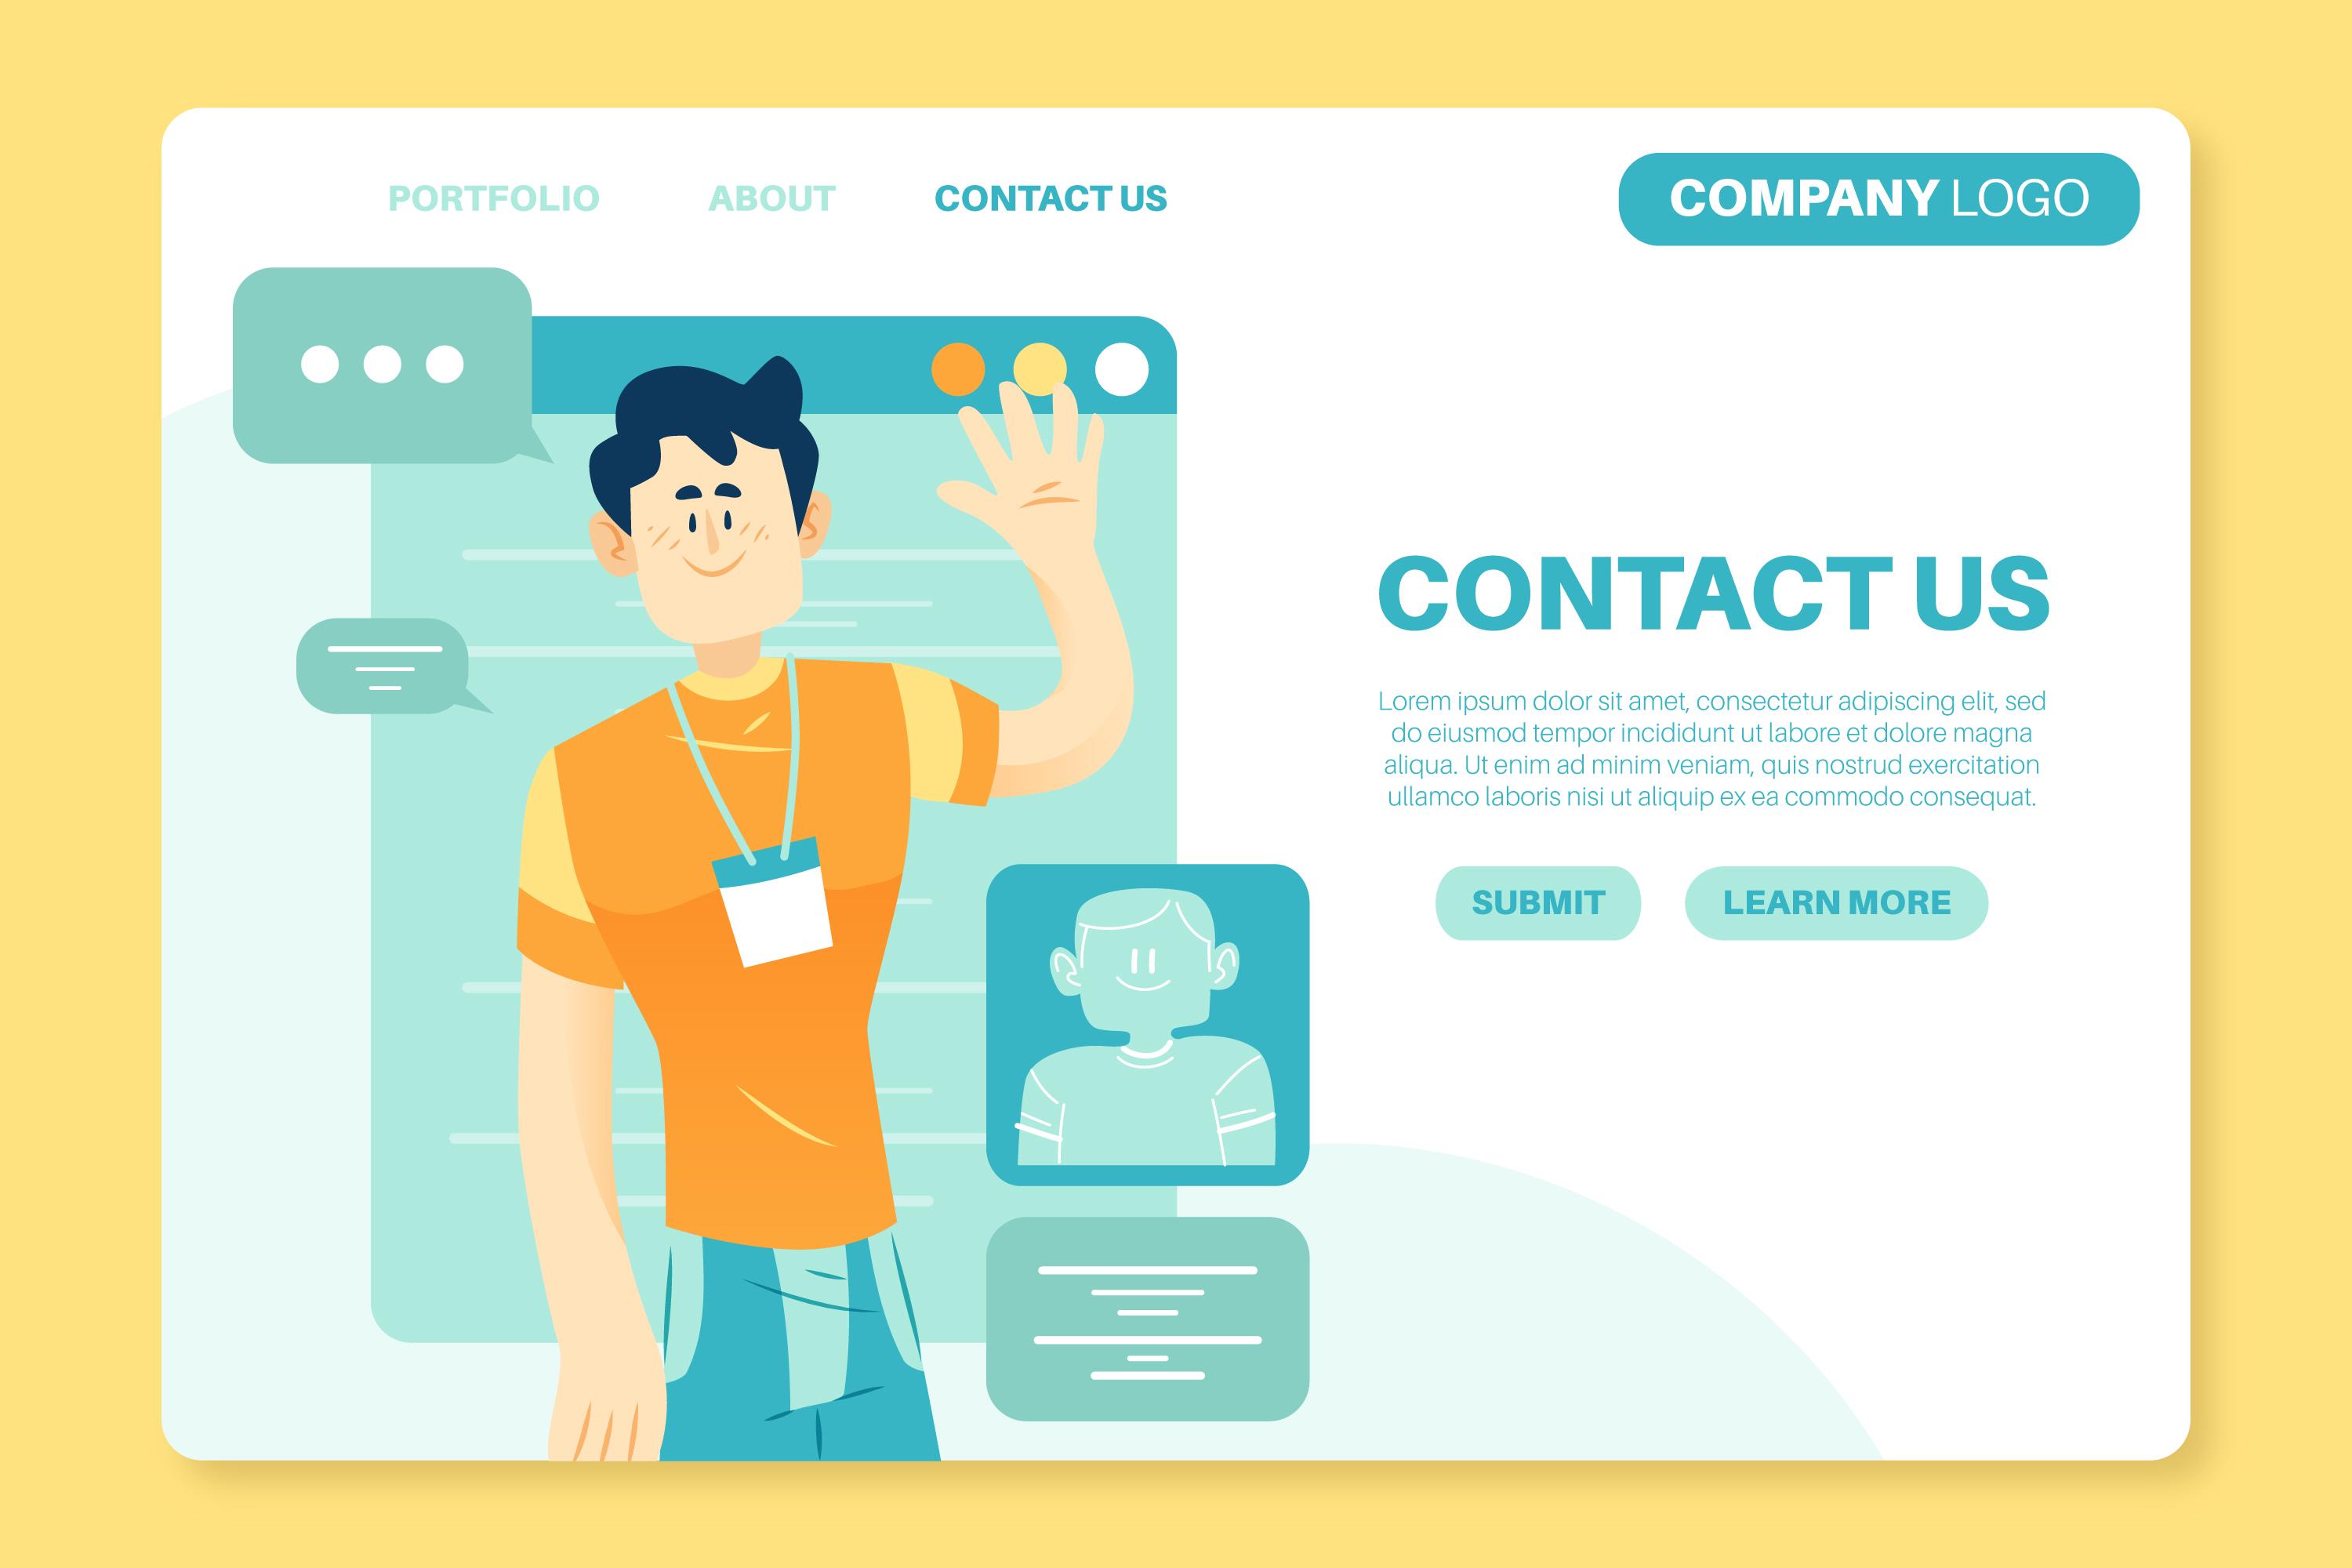 PORTFOLIO ABOUT CONTACT US COMPANY LOGO
CONTACT US
Lorem ipsum dolor sit amet, consectetur adipiscing elit, sed
do eiusmod tempor incididunt ut labore et dolore magna
aliqua. Ut enim ad minim veniam, quis nostrud exercitation
ullamco laboris nisi ut aliquip ex ea commodo consequat.
SUBMIT LEARN MORE